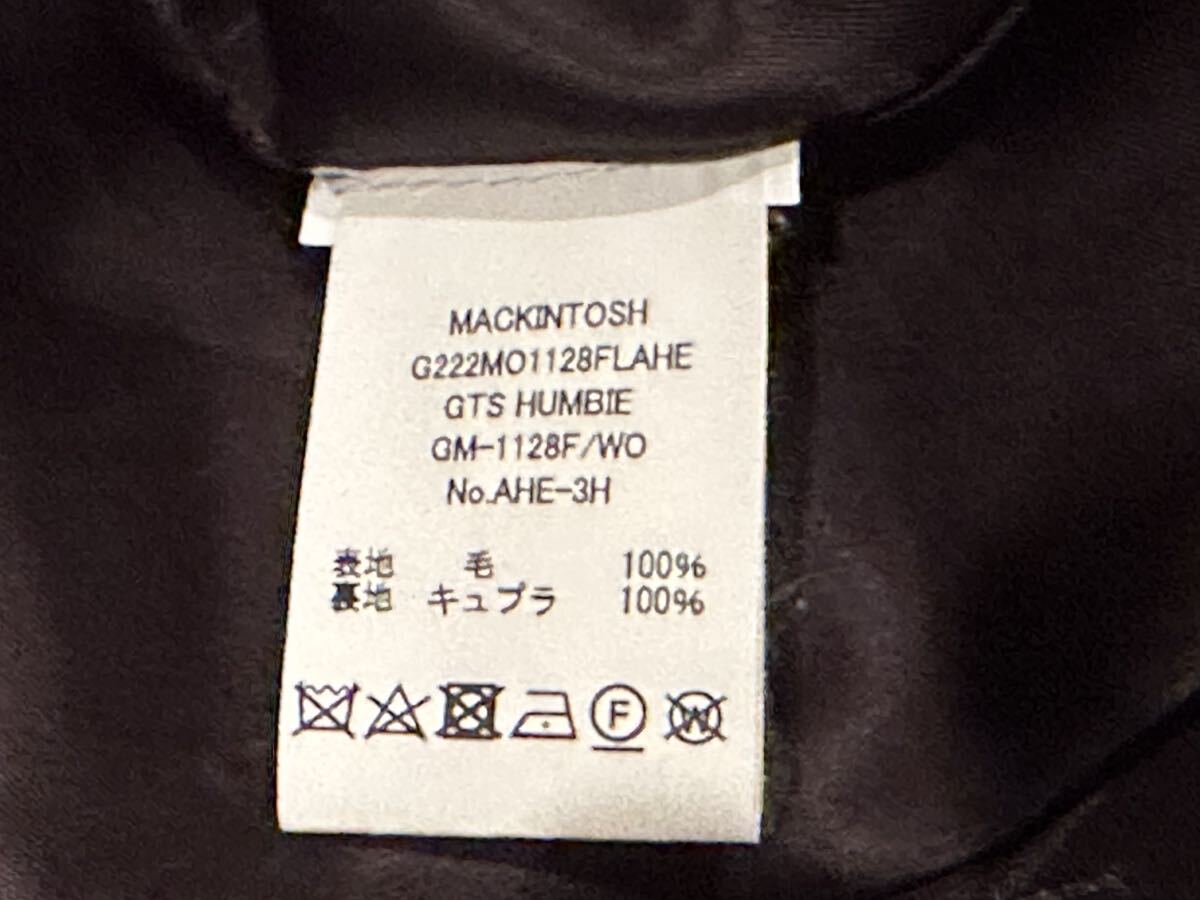 MACKINTOSH
G222MO1128FLAHE
GTS HUMBIE
GM-1128F/WO
No.AHE-3H
表地 毛 100%
裏地 キュプラ 100%
F W